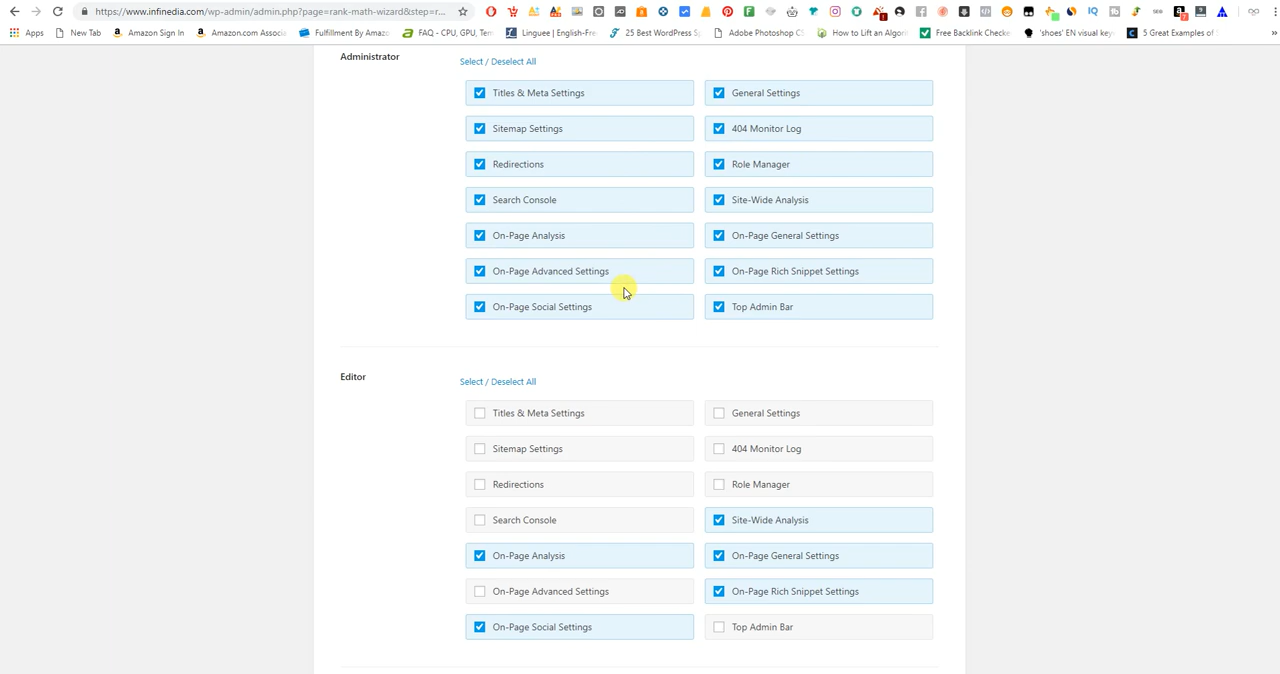 https://www.infinedia.com/wp-admin/admin.php?page=rank-math-wizard&step=r...
Apps New Tab Amazon Sign In Amazon.com Associ FAQ - CPU, GPU, Ter Fulfillment By Amazo Linguee | English-Fre 25 Best WordPress S Adobe Photoshop C How to Lift an Algori Free Backlink Checke 'shoes' EN visual key 5 Great Examples of »
Administrator Select / Deselect All
Titles & Meta Settings General Settings
Sitemap Settings 404 Monitor Log
Redirections Role Manager
Search Console Site-Wide Analysis
On-Page Analysis On-Page General Settings
On-Page Advanced Settings On-Page Rich Snippet Settings
On-Page Social Settings Top Admin Bar
Editor Select / Deselect All
Titles & Meta Settings General Settings
Sitemap Settings 404 Monitor Log
Redirections Role Manager
Search Console Site-Wide Analysis
On-Page Analysis On-Page General Settings
On-Page Advanced Settings On-Page Rich Snippet Settings
On-Page Social Settings Top Admin Bar